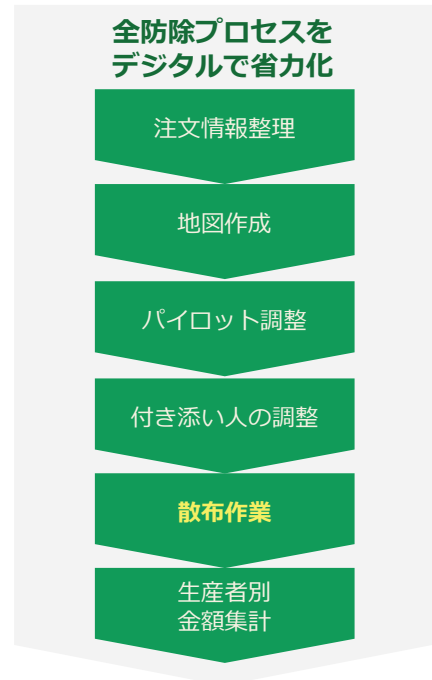 全防除プロセスを
デジタルで省力化
注文情報整理
地図作成
パイロット調整
付き添い人の調整
散布作業
生産者別
金額集計